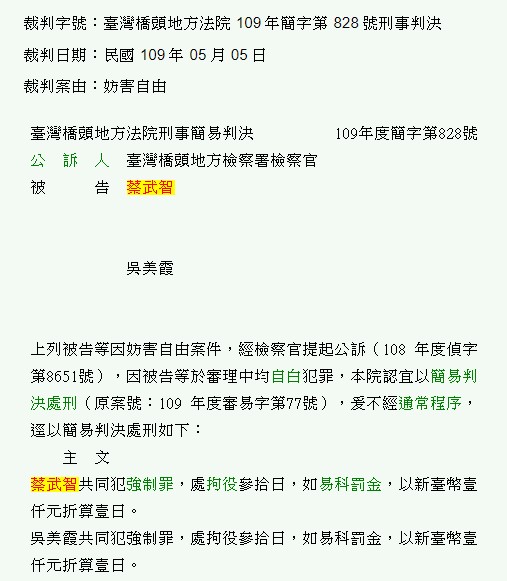 裁判字號：臺灣橋頭地方法院 109 年簡字第 828 號刑事判決
裁判日期：民國 109 年 05 月 05 日
裁判案由：妨害自由
臺灣橋頭地方法院刑事簡易判決 109年度簡字第828號
公 訴 人 臺灣橋頭地方檢察署檢察官
被 告 蔡武智
吳美霞
上列被告等因妨害自由案件，經檢察官提起公訴（108 年度偵字
第8651號），因被告等於審理中均自白犯罪，本院認宜以簡易判
決處刑（原案號：109 年度審易字第77號），爰不經通常程序，
逕以簡易判決處刑如下：
主 文
蔡武智共同犯強制罪，處拘役參拾日，如易科罰金，以新臺幣壹
仟元折算壹日。
吳美霞共同犯強制罪，處拘役參拾日，如易科罰金，以新臺幣壹
仟元折算壹日。